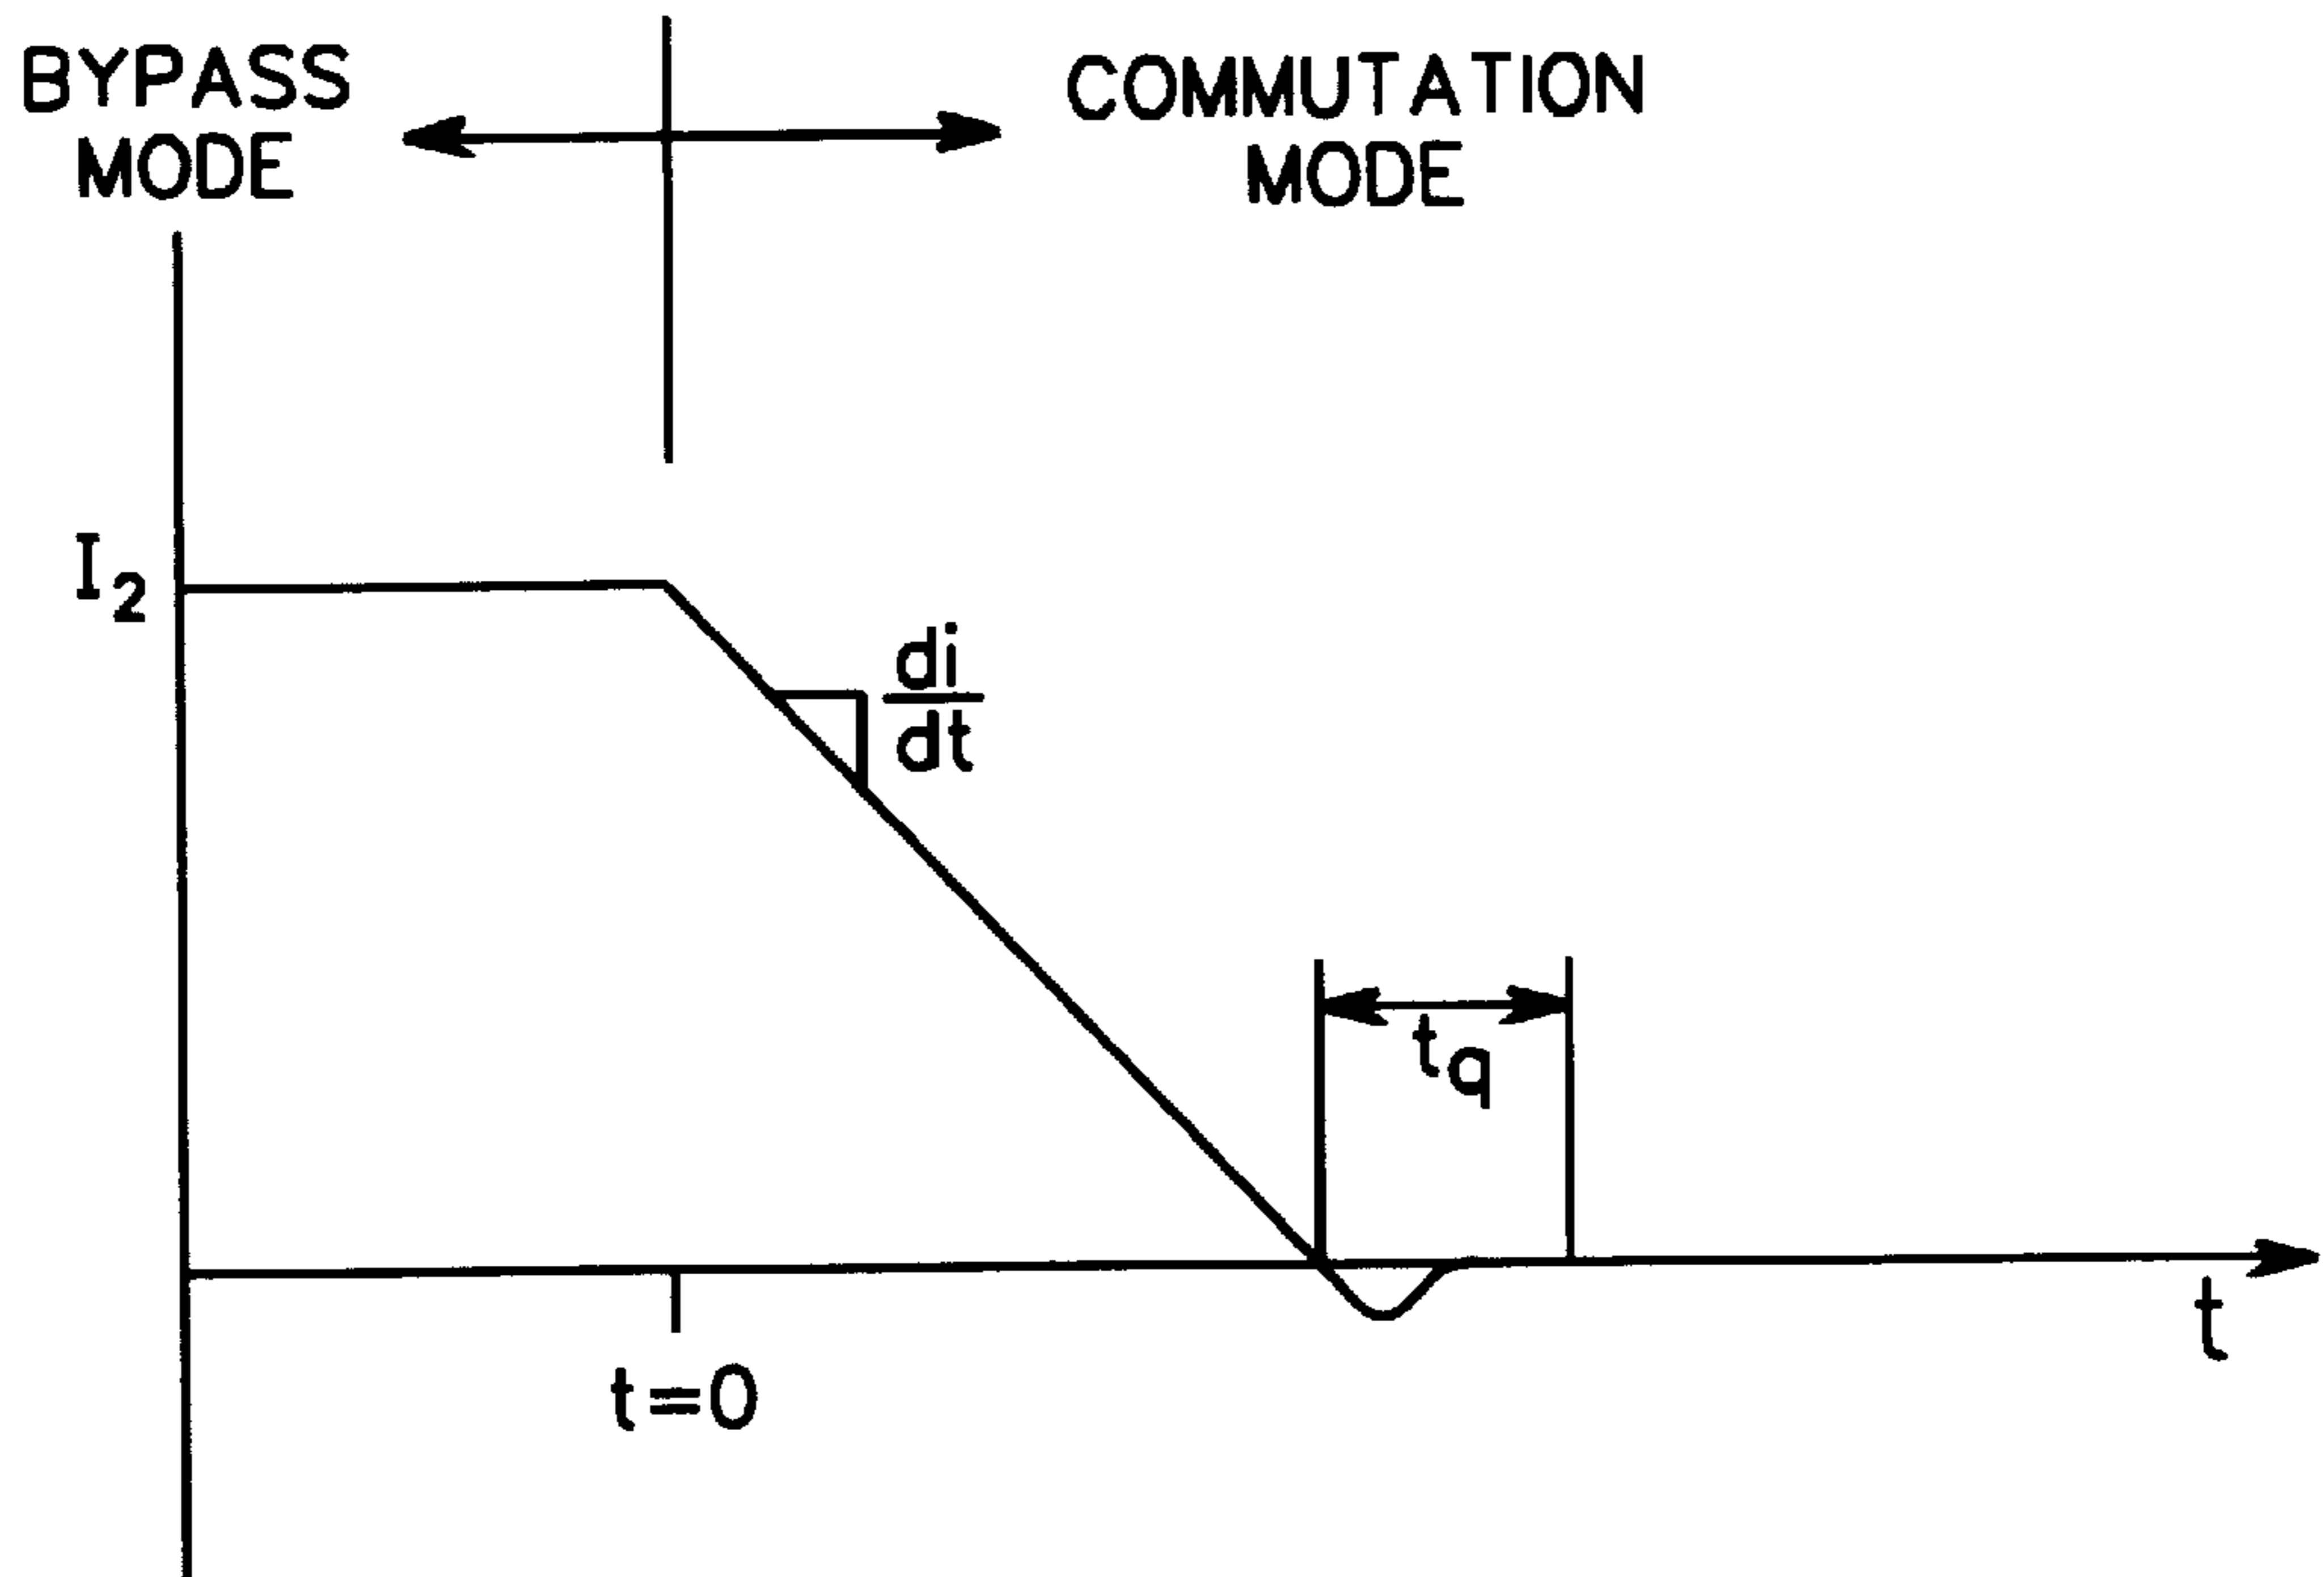 BYPASS
MODE
COMMUTATION
MODE
I2
di
dt
tq
t
t=0